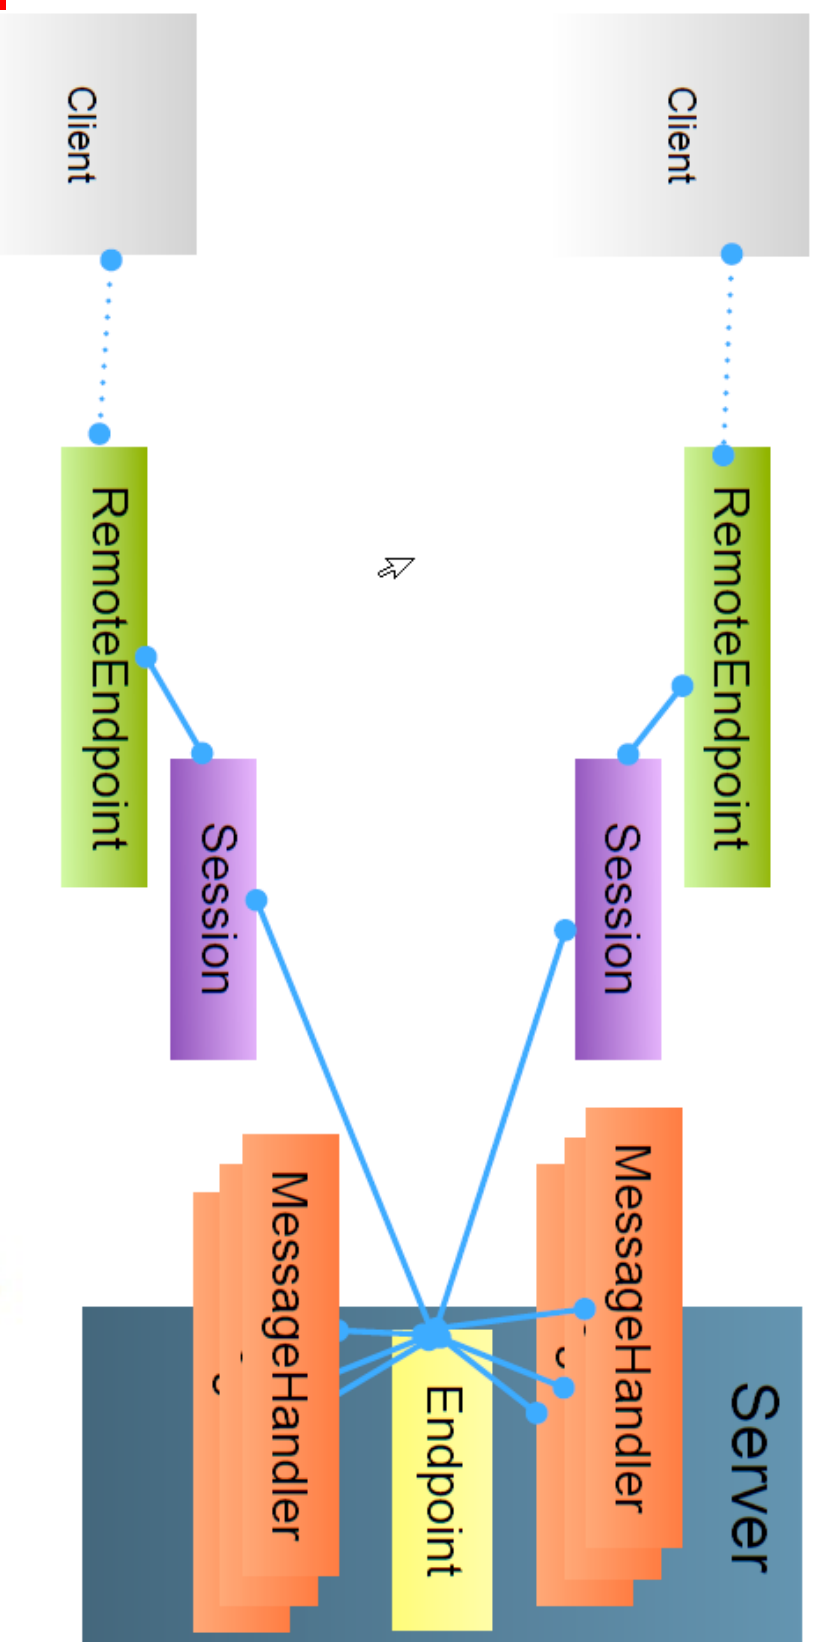 Server
Client
RemoteEndpoint
Session
MessageHandler
Endpoint
MessageHandler
Session
RemoteEndpoint
Client